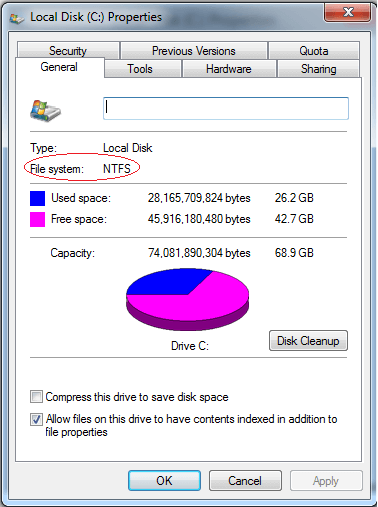 Local Disk (C:) Properties
Security Previous Versions Quota
General Tools Hardware Sharing
Type: Local Disk
File system: NTFS
Used space: 28,165,709,824 bytes 26.2 GB
Free space: 45,916,180,480 bytes 42.7 GB
Capacity: 74,081,890,304 bytes 68.9 GB
Drive C:
Disk Cleanup
Compress this drive to save disk space
Allow files on this drive to have contents indexed in addition to
file properties
OK Cancel Apply